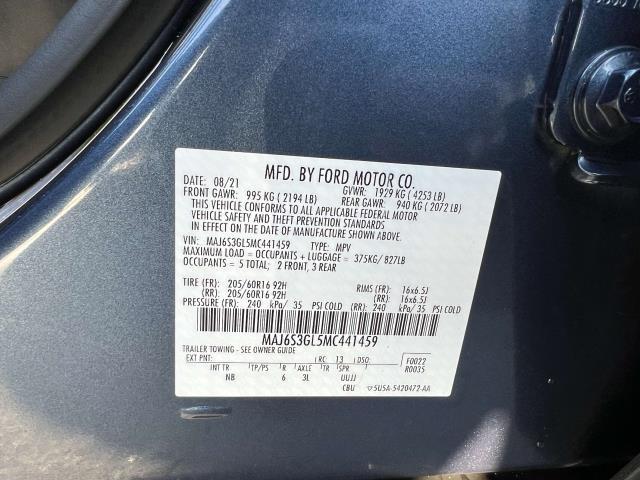 MFD. BY FORD MOTOR CO.
DATE: 08/21 GVWR: 1929 KG ( 4253 LB)
FRONT GAWR: 995 KG ( 2194 LB) REAR GAWR: 940 KG (2072 LB)
THIS VEHICLE CONFORMS TO ALL APPLICABLE FEDERAL MOTOR
VEHICLE SAFETY AND THEFT PREVENTION STANDARDS
IN EFFECT ON THE DATE OF MANUFACTURE SHOWN ABOVE.
VIN: MAJ6S3GL5MC441459 TYPE: MPV
MAXIMUM LOAD = OCCUPANTS + LUGGAGE = 375KG/ 827LB
OCCUPANTS = 5 TOTAL; 2 FRONT, 3 REAR
TIRE (FR): 205/60R16 92H RIMS (FR): 16x6.5J
(RR): 205/60R16 92H (RR): 16x6.5J
PRESSURE (FR): 240 kPa/ 35 PSI COLD (RR): 240 kPa/ 35 PSI COLD
MAJ6S3GL5MC441459
TRAILER TOWING - SEE OWNER GUIDE
EXT PNT: RC: 13 DSO: F0022
R0035
INT TR TP/PS R AXLE TR SPR
NB 6 3L UUJJ
CBU 5U5A-5420472-AA